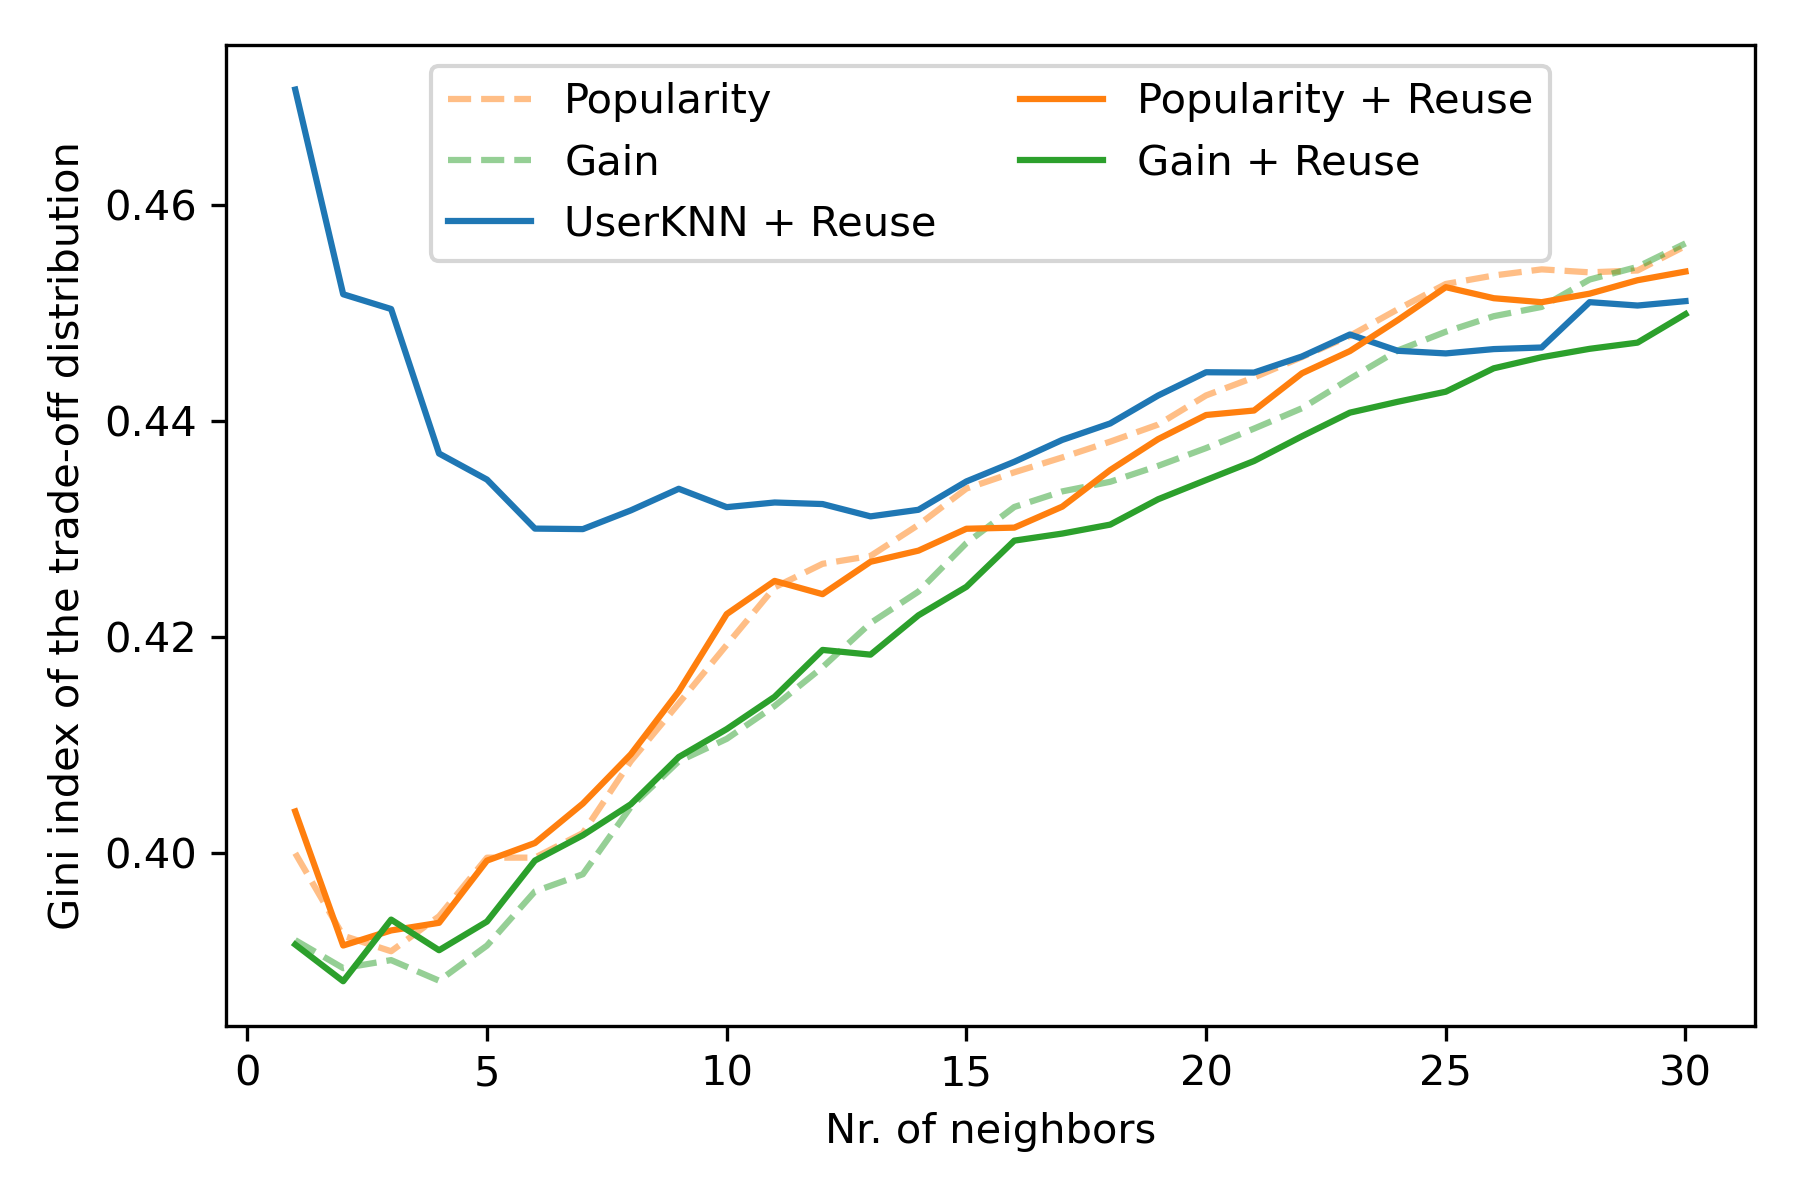 Gini index of the trade-off distribution
0.46
0.44
0.42
0.40
Popularity
Gain
UserKNN + Reuse
Popularity + Reuse
Gain + Reuse
0 5 10 15 20 25 30
Nr. of neighbors